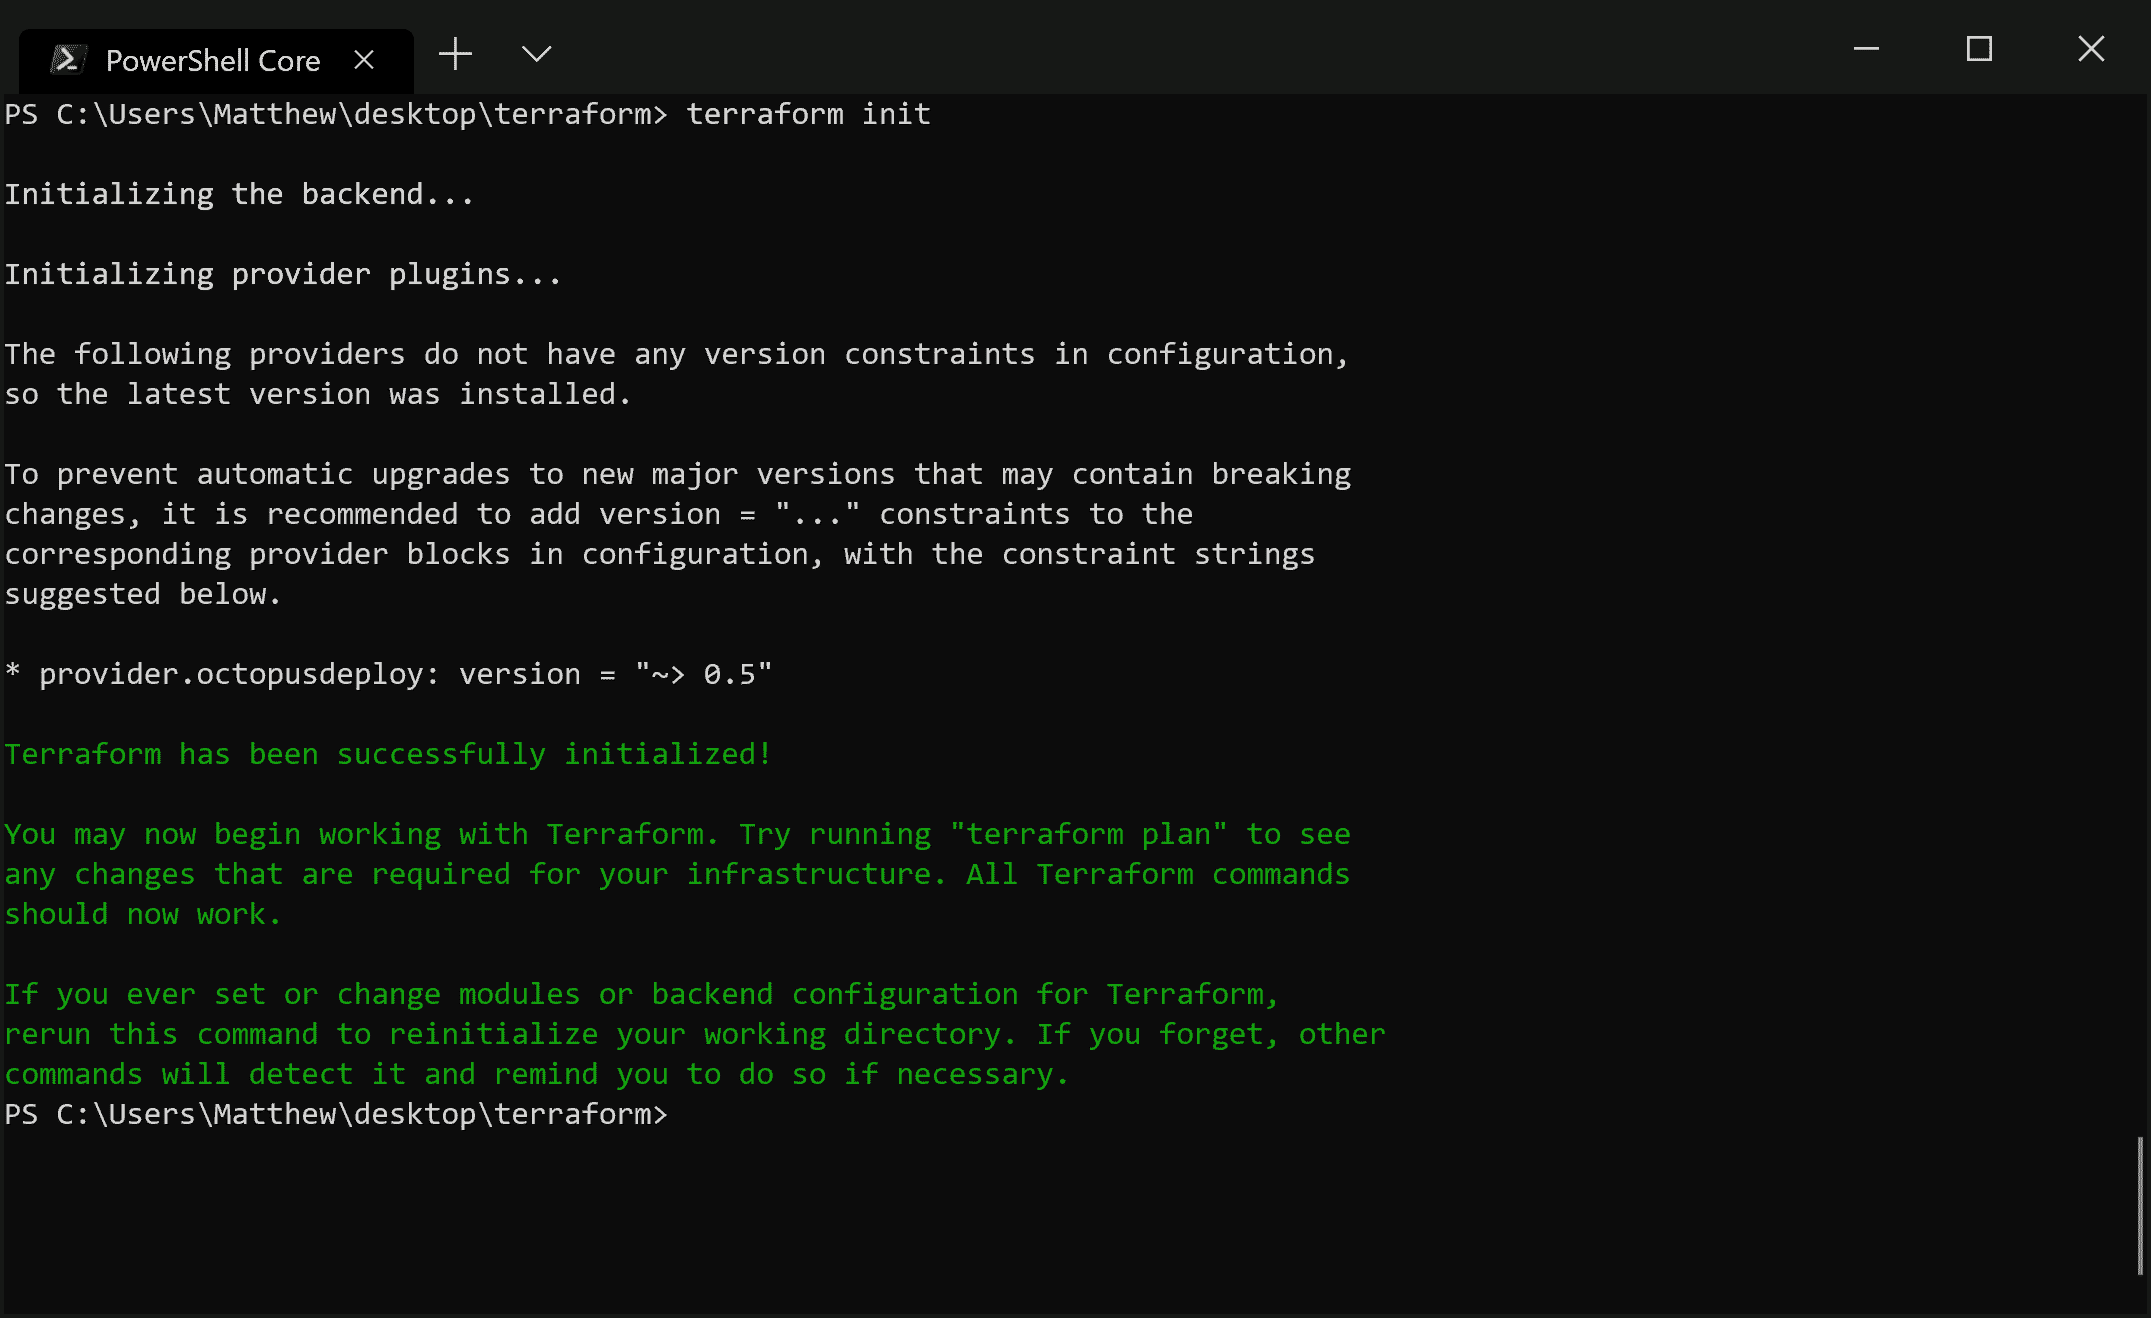 PowerShell Core
PS C:\Users\Matthew\desktop\terraform> terraform init
Initializing the backend...
Initializing provider plugins...
The following providers do not have any version constraints in configuration,
so the latest version was installed.
To prevent automatic upgrades to new major versions that may contain breaking
changes, it is recommended to add version = "..." constraints to the
corresponding provider blocks in configuration, with the constraint strings
suggested below.
* provider.octopusdeploy: version = "~> 0.5"
Terraform has been successfully initialized!
You may now begin working with Terraform. Try running "terraform plan" to see
any changes that are required for your infrastructure. All Terraform commands
should now work.
If you ever set or change modules or backend configuration for Terraform,
rerun this command to reinitialize your working directory. If you forget, other
commands will detect it and remind you to do so if necessary.
PS C:\Users\Matthew\desktop\terraform>